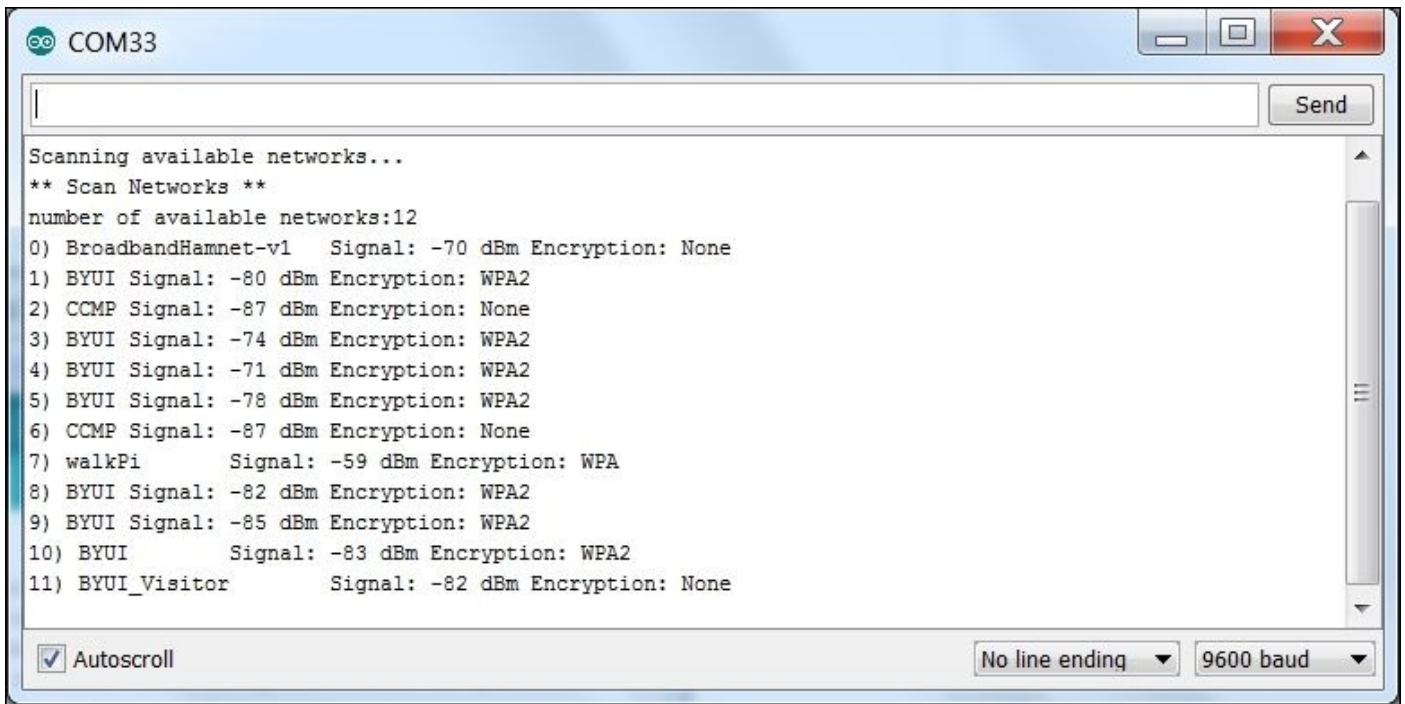 COM33
Send
Scanning available networks...
** Scan Networks **
number of available networks:12
0) BroadbandHamnet-v1   Signal: -70 dBm Encryption: None
1) BYUI Signal: -80 dBm Encryption: WPA2
2) CCMP Signal: -87 dBm Encryption: None
3) BYUI Signal: -74 dBm Encryption: WPA2
4) BYUI Signal: -71 dBm Encryption: WPA2
5) BYUI Signal: -78 dBm Encryption: WPA2
6) CCMP Signal: -87 dBm Encryption: None
7) walkPi       Signal: -59 dBm Encryption: WPA
8) BYUI Signal: -82 dBm Encryption: WPA2
9) BYUI Signal: -85 dBm Encryption: WPA2
10) BYUI        Signal: -83 dBm Encryption: WPA2
11) BYUI_Visitor        Signal: -82 dBm Encryption: None
Autoscroll No line ending 9600 baud